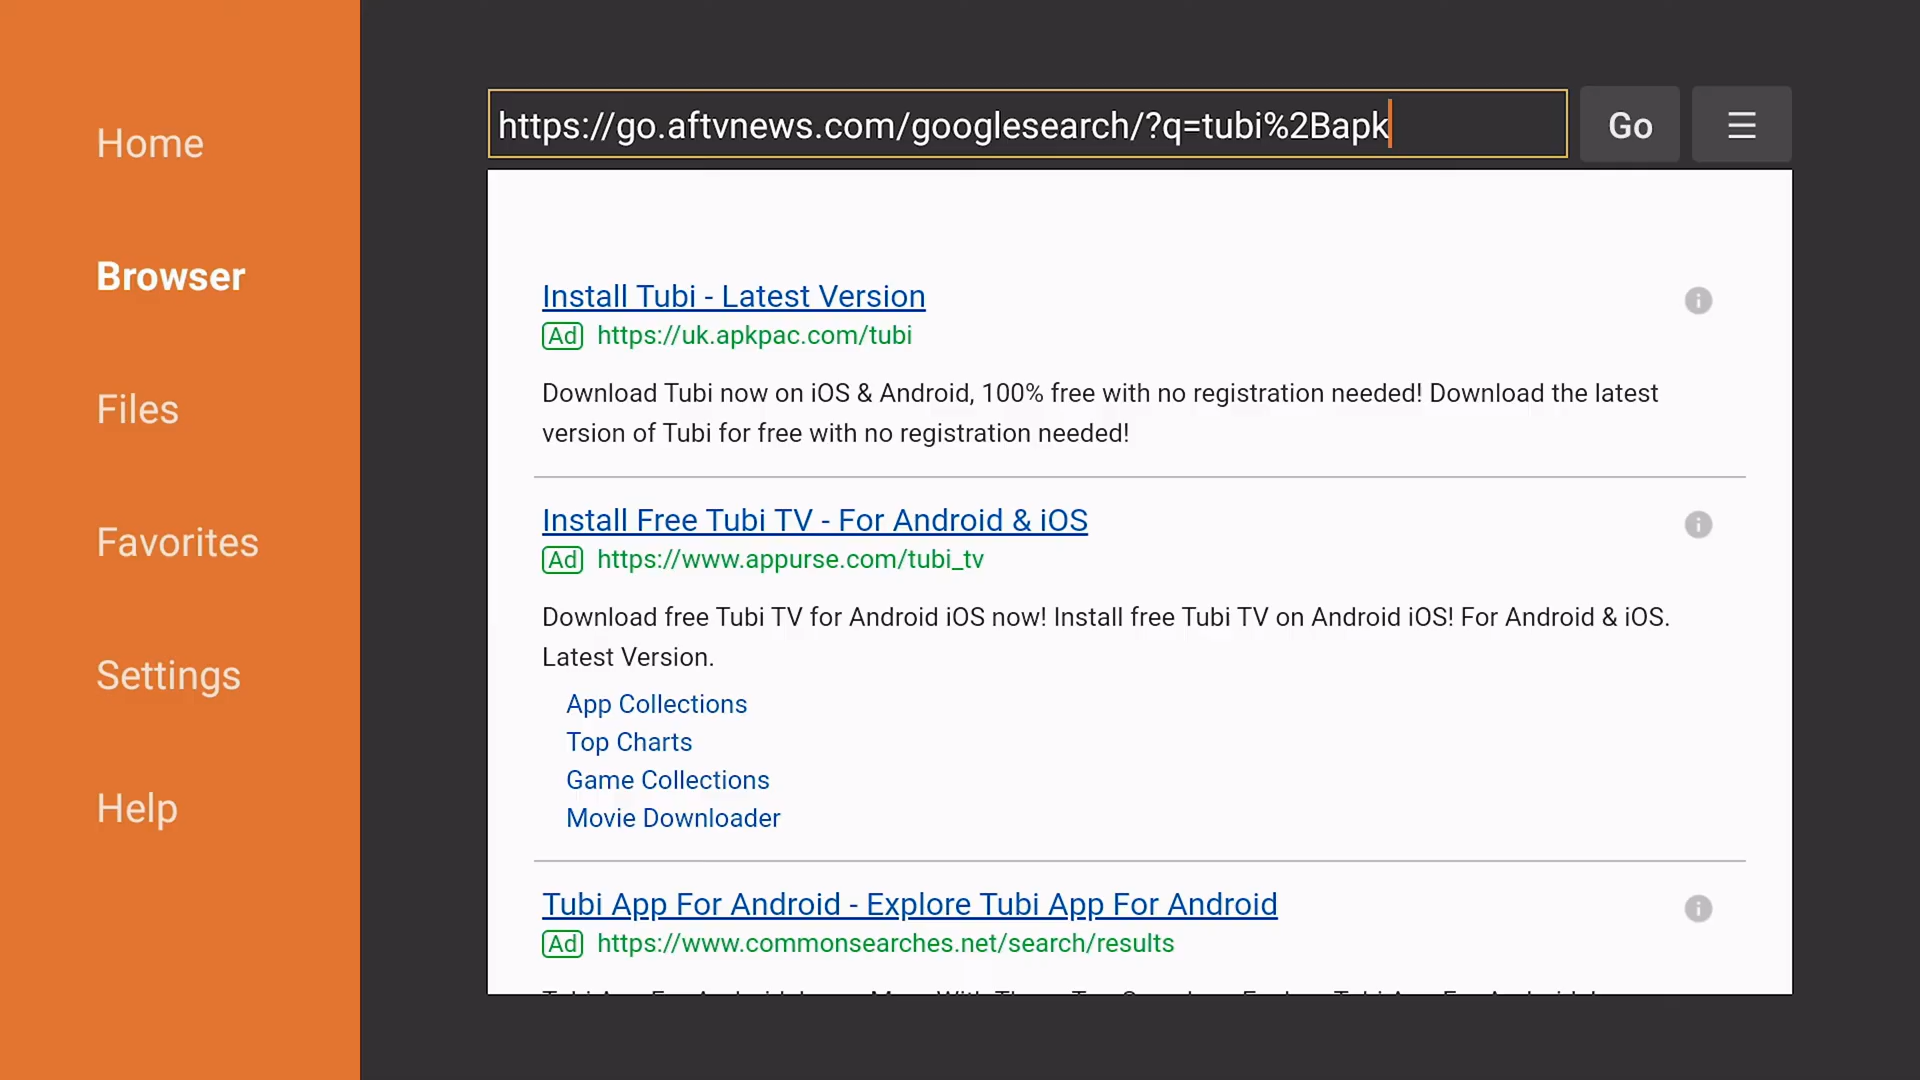 Home
Browser
Files
Favorites
Settings
Help
https://go.aftvnews.com/googlesearch/?q=tubi%2Bapk
Go
Install Tubi - Latest Version
Ad https://uk.apkpac.com/tubi
Download Tubi now on iOS & Android, 100% free with no registration needed! Download the latest
version of Tubi for free with no registration needed!
Install Free Tubi TV - For Android & iOS
Ad https://www.appurse.com/tubi_tv
Download free Tubi TV for Android iOS now! Install free Tubi TV on Android iOS! For Android & iOS.
Latest Version.
App Collections
Top Charts
Game Collections
Movie Downloader
Tubi App For Android - Explore Tubi App For Android
Ad https://www.commonsearches.net/search/results